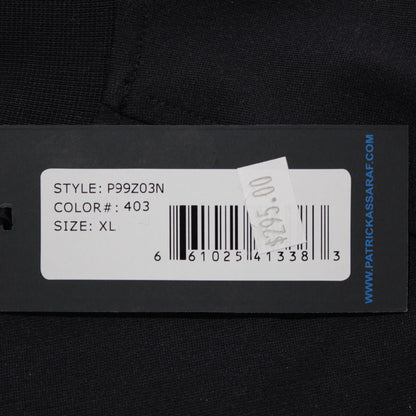 STYLE: P99Z03N
COLOR#: 403
SIZE: XL
$295.00
6 61025 41338 3
WWW.PATRICKASSARAF.COM